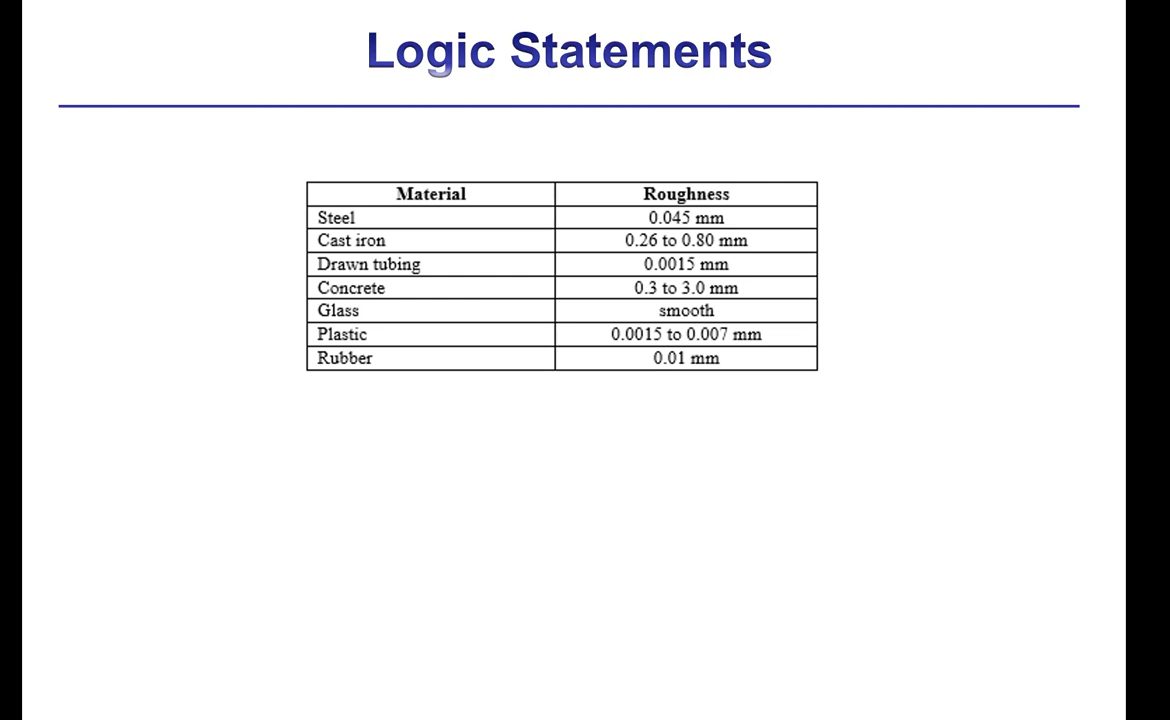 Logic Statements
Material Roughness
Steel 0.045 mm
Cast iron 0.26 to 0.80 mm
Drawn tubing 0.0015 mm
Concrete 0.3 to 3.0 mm
Glass smooth
Plastic 0.0015 to 0.007 mm
Rubber 0.01 mm